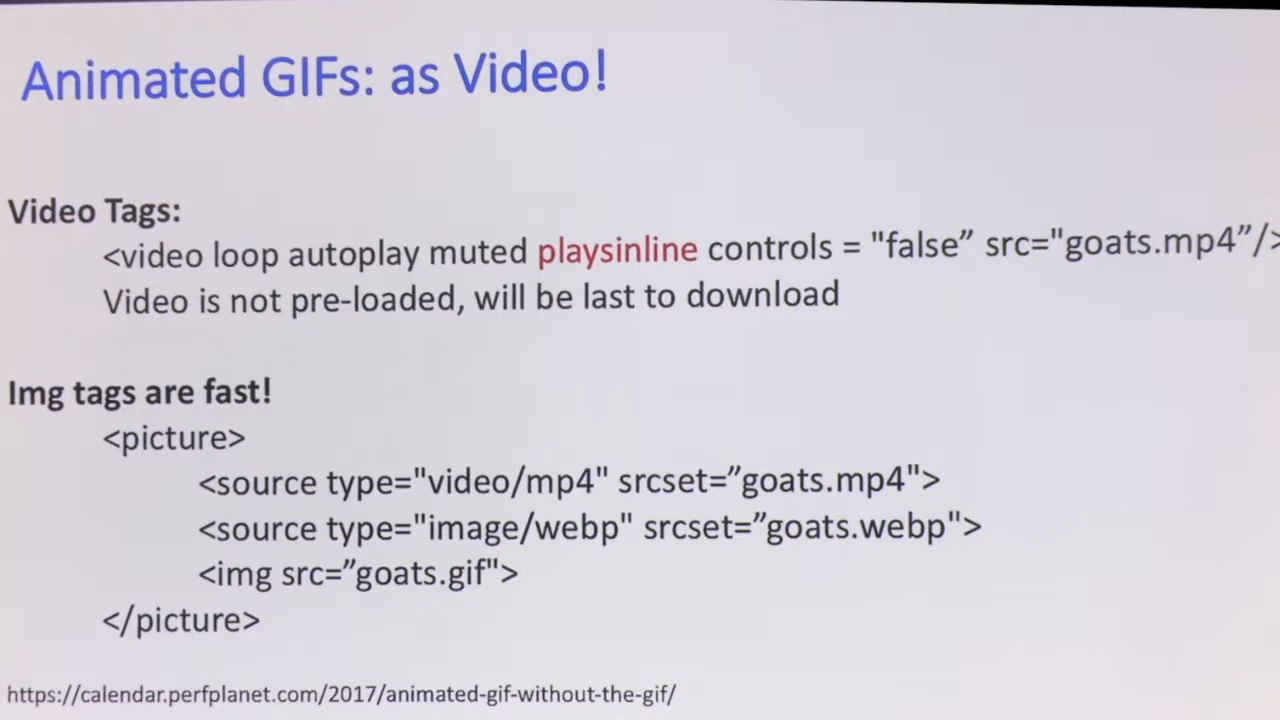 Animated GIFs: as Video!
Video Tags:
<video loop autoplay muted playsinline controls = "false” src="goats.mp4”/>
Video is not pre-loaded, will be last to download
Img tags are fast!
<picture>
<source type="video/mp4" srcset=”goats.mp4">
<source type="image/webp" srcset=”goats.webp">
<img src=”goats.gif">
</picture>
https://calendar.perfplanet.com/2017/animated-gif-without-the-gif/